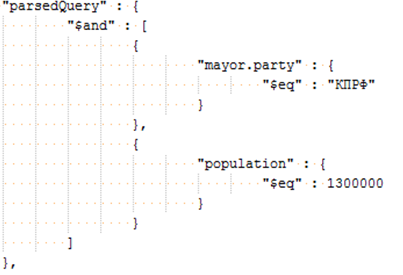 "parsedQuery" : {
"$and" : [
{
"mayor.party" : {
"$eq" : "КПРФ"
}
},
{
"population" : {
"$eq" : 1300000
}
}
]
},